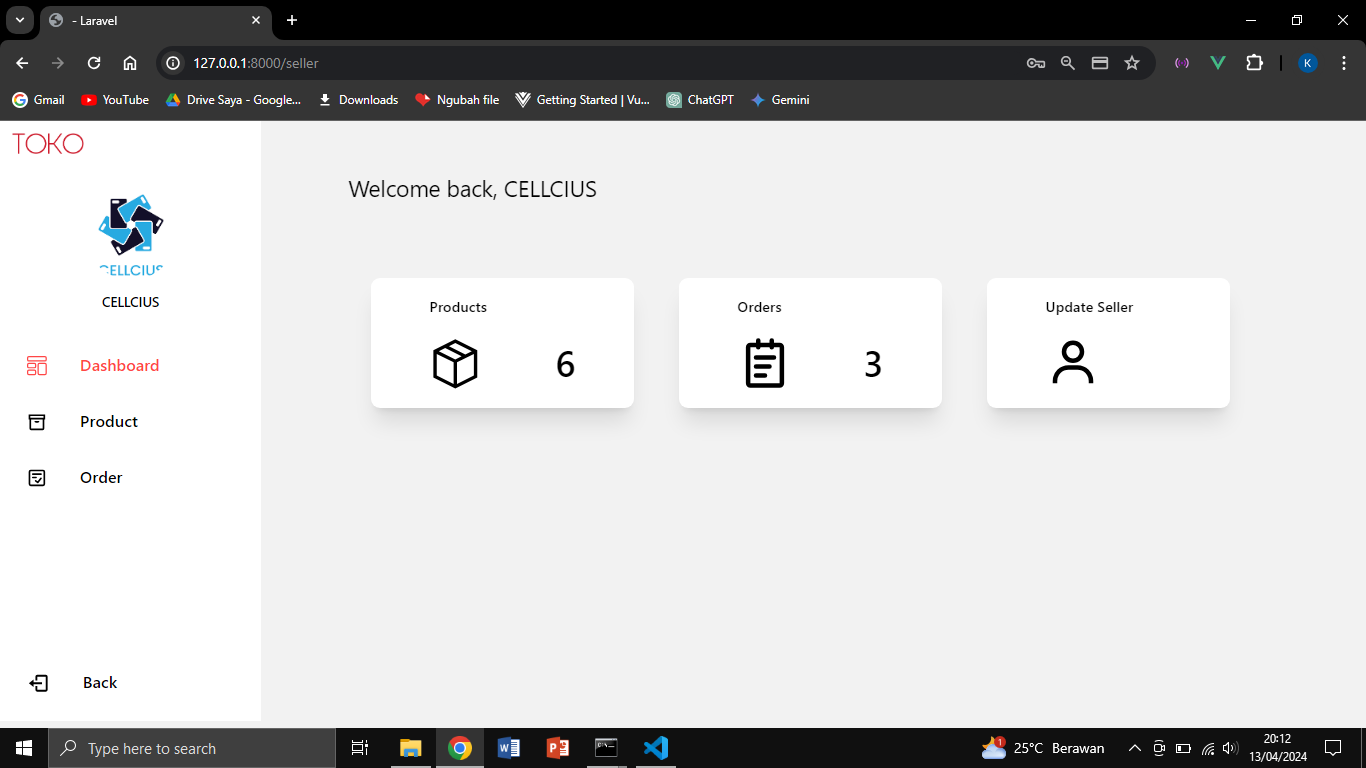 - Laravel
127.0.0.1:8000/seller
K
Gmail YouTube Drive Saya - Google... Downloads Ngubah file Getting Started | Vu... ChatGPT Gemini
TOKO
CELLCIUS
CELLCIUS
Dashboard
Product
Order
Back
Welcome back, CELLCIUS
Products
6
Orders
3
Update Seller
Type here to search
1
25°C Berawan
20:12
13/04/2024